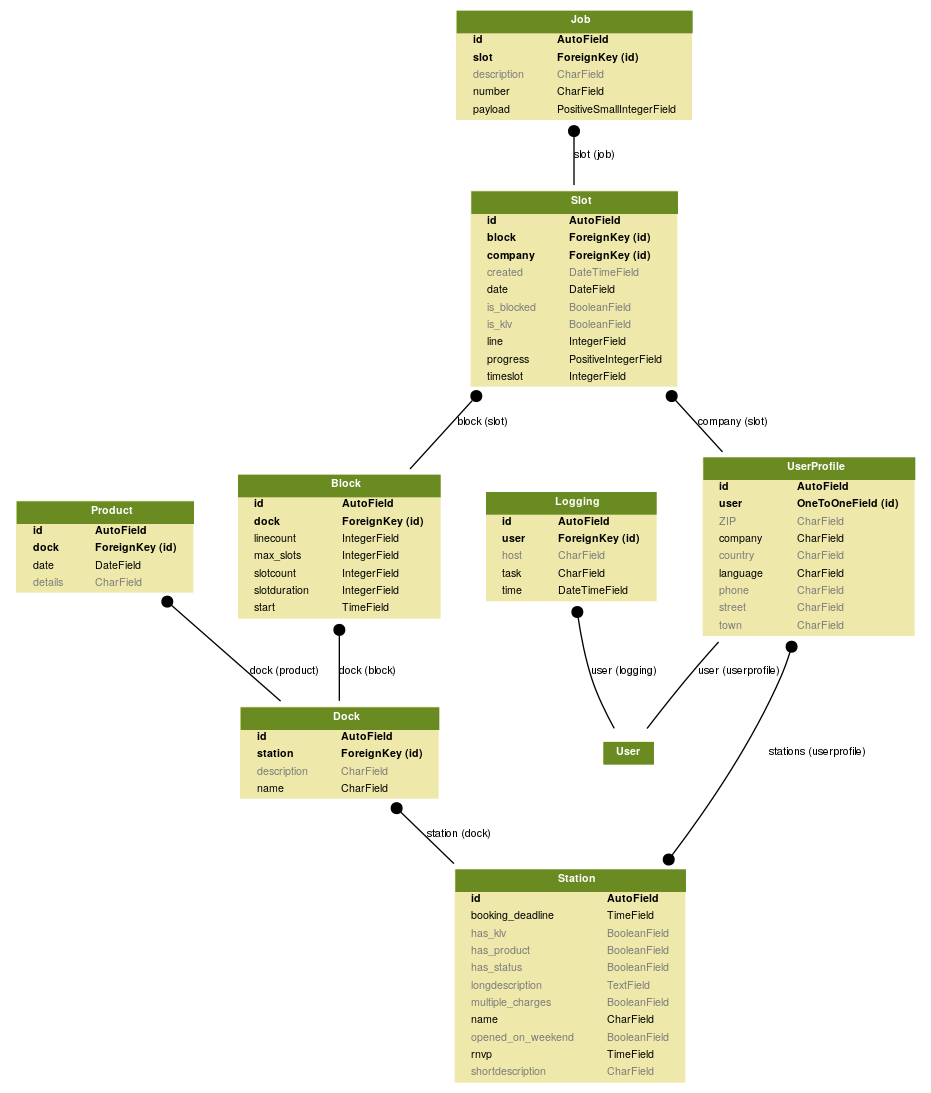 Job
id AutoField
slot ForeignKey (id)
description CharField
number CharField
payload PositiveSmallIntegerField
slot (job)
Slot
id AutoField
block ForeignKey (id)
company ForeignKey (id)
created DateTimeField
date DateField
is_blocked BooleanField
is_klv BooleanField
line IntegerField
progress PositiveIntegerField
timeslot IntegerField
block (slot)
company (slot)
Product
id AutoField
dock ForeignKey (id)
date DateField
details CharField
Block
id AutoField
dock ForeignKey (id)
linecount IntegerField
max_slots IntegerField
slotcount IntegerField
slotduration IntegerField
start TimeField
Logging
id AutoField
user ForeignKey (id)
host CharField
task CharField
time DateTimeField
UserProfile
id AutoField
user OneToOneField (id)
ZIP CharField
company CharField
country CharField
language CharField
phone CharField
street CharField
town CharField
dock (product)
dock (block)
user (logging)
user (userprofile)
Dock
id AutoField
station ForeignKey (id)
description CharField
name CharField
User
stations (userprofile)
station (dock)
Station
id AutoField
booking_deadline TimeField
has_klv BooleanField
has_product BooleanField
has_status BooleanField
longdescription TextField
multiple_charges BooleanField
name CharField
opened_on_weekend BooleanField
rnvp TimeField
shortdescription CharField